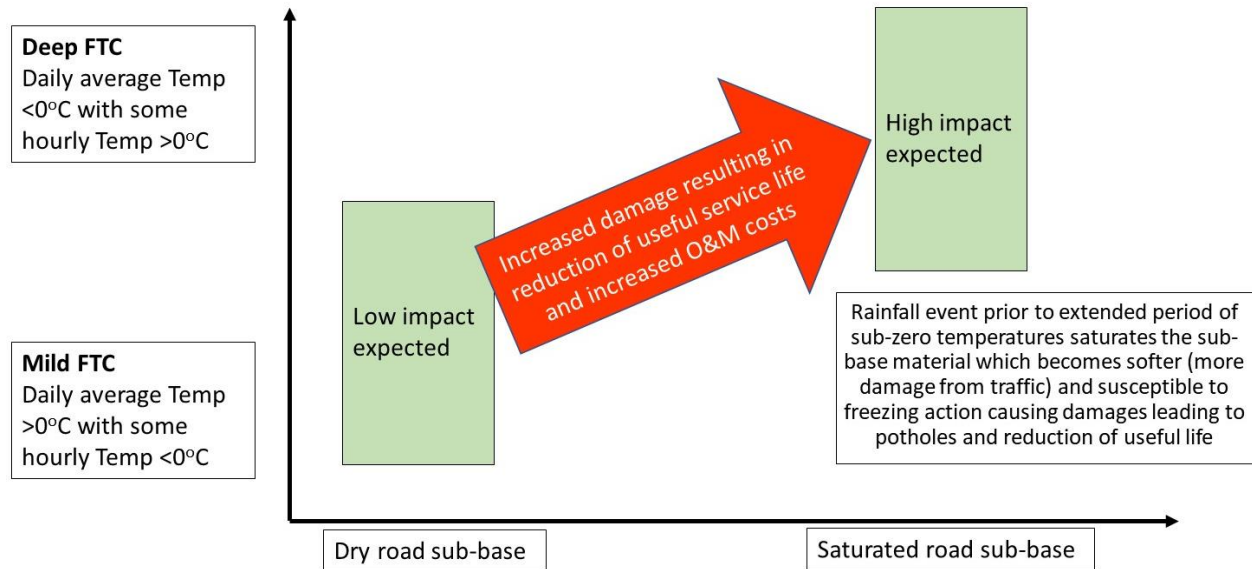 Deep FTC
Daily average Temp
<0°C with some
hourly Temp >0°C
Mild FTC
Daily average Temp
>0°C with some
hourly Temp <0°C
Low impact
expected
Increased damage resulting in
reduction of useful service life
and increased O&M costs
High impact
expected
Rainfall event prior to extended period of
sub-zero temperatures saturates the sub-
base material which becomes softer (more
damage from traffic) and susceptible to
freezing action causing damages leading to
potholes and reduction of useful life
Dry road sub-base
Saturated road sub-base